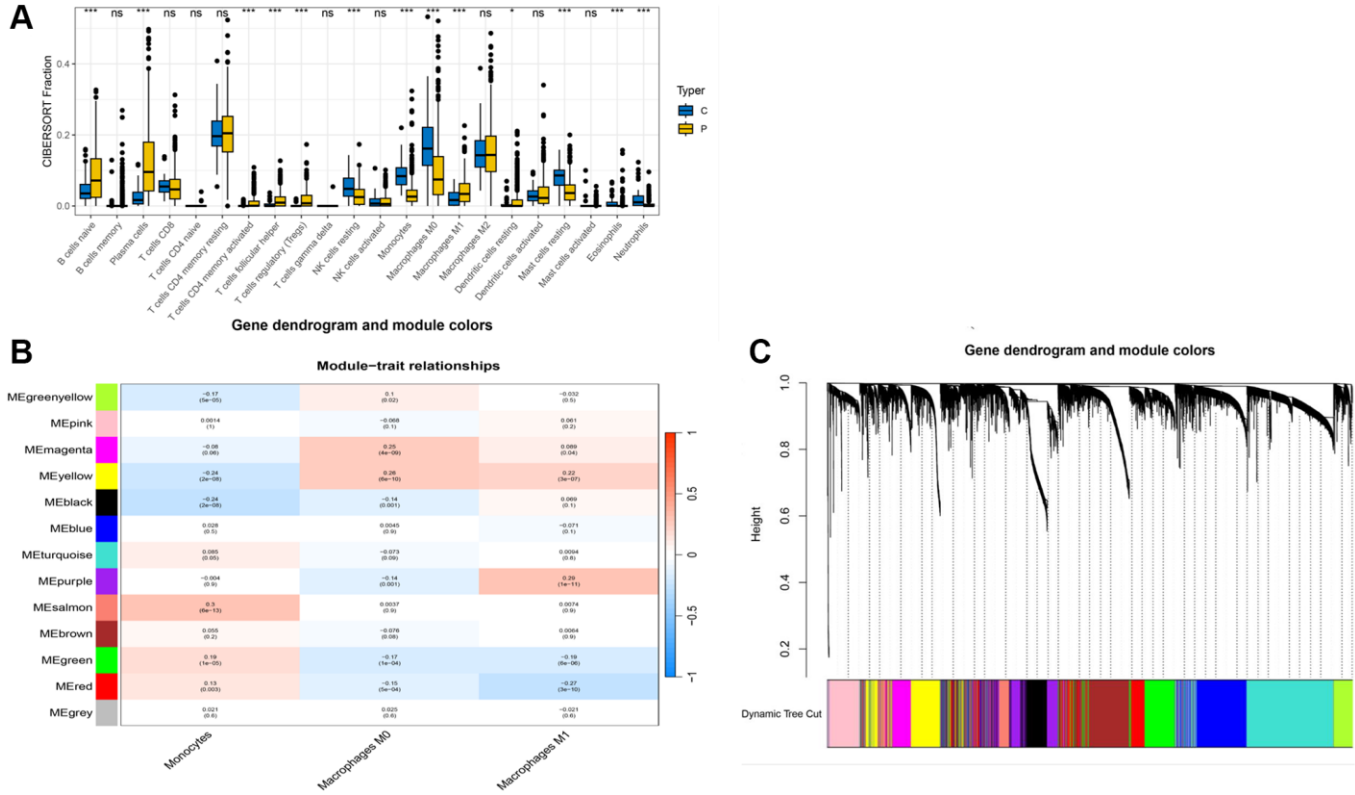 A
*** ns *** ns ns ns *** *** *** ns *** ns *** *** *** ns * ns *** ns *** ***
CIBERSORT Fraction
0.4
0.2
0.0
Typer
C
P
B cells naive
B cells memory
Plasma cells
T cells CD8
T cells CD4 naive
T cells CD4 memory resting
T cells CD4 memory activated
T cells follicular helper
T cells regulatory (Tregs)
T cells gamma delta
NK cells resting
NK cells activated
Monocytes
Macrophages M0
Macrophages M1
Macrophages M2
Dendritic cells resting
Dendritic cells activated
Mast cells resting
Mast cells activated
Eosinophils
Neutrophils
Gene dendrogram and module colors
B
Module−trait relationships
MEgreenyellow
−0.17 0.1 −0.032
(5e−05) (0.02) (0.5)
MEpink
0.0014 −0.068 0.061
(1) (0.1) (0.2)
MEmagenta
−0.08 0.25 0.089
(0.06) (4e−09) (0.04)
MEyellow
−0.24 0.26 0.22
(2e−08) (6e−10) (3e−07)
MEblack
−0.24 −0.14 0.069
(2e−08) (0.001) (0.1)
MEblue
0.028 0.0045 −0.071
(0.5) (0.9) (0.1)
MEturquoise
0.085 −0.073 0.0094
(0.05) (0.09) (0.8)
MEpurple
−0.004 −0.14 0.29
(0.9) (0.001) (1e−11)
MEsalmon
0.3 0.0037 0.0074
(6e−13) (0.9) (0.9)
MEbrown
0.055 −0.076 0.0064
(0.2) (0.08) (0.9)
MEgreen
0.19 −0.17 −0.19
(1e−05) (1e−04) (6e−06)
MEred
0.13 −0.15 −0.27
(0.003) (5e−04) (3e−10)
MEgrey
0.021 0.025 −0.021
(0.6) (0.6) (0.6)
1
0.5
0
−0.5
−1
Monocytes
Macrophages M0
Macrophages M1
C
Gene dendrogram and module colors
Height
1.0
0.8
0.6
0.4
0.2
Dynamic Tree Cut